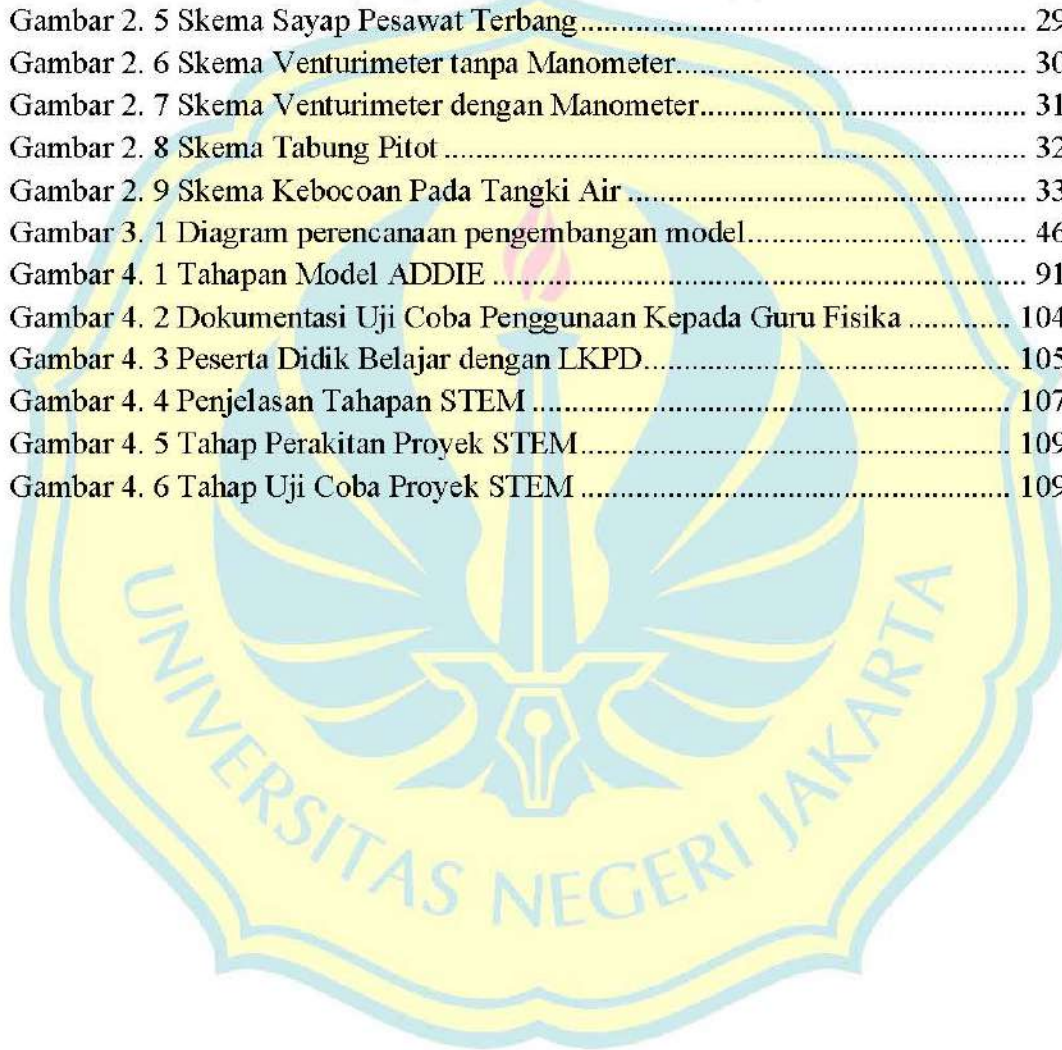 Gambar 2. 5 Skema Sayap Pesawat Terbang.......................................................... 29
Gambar 2. 6 Skema Venturimeter tanpa Manometer............................................ 30
Gambar 2. 7 Skema Venturimeter dengan Manometer......................................... 31
Gambar 2. 8 Skema Tabung Pitot ......................................................................... 32
Gambar 2. 9 Skema Kebocoan Pada Tangki Air ................................................... 33
Gambar 3. 1 Diagram perencanaan pengembangan model................................... 46
Gambar 4. 1 Tahapan Model ADDIE .................................................................... 91
Gambar 4. 2 Dokumentasi Uji Coba Penggunaan Kepada Guru Fisika ............. 104
Gambar 4. 3 Peserta Didik Belajar dengan LKPD............................................... 105
Gambar 4. 4 Penjelasan Tahapan STEM ............................................................. 107
Gambar 4. 5 Tahap Perakitan Proyek STEM....................................................... 109
Gambar 4. 6 Tahap Uji Coba Proyek STEM ....................................................... 109
UNIVERSITAS NEGERI JAKARTA